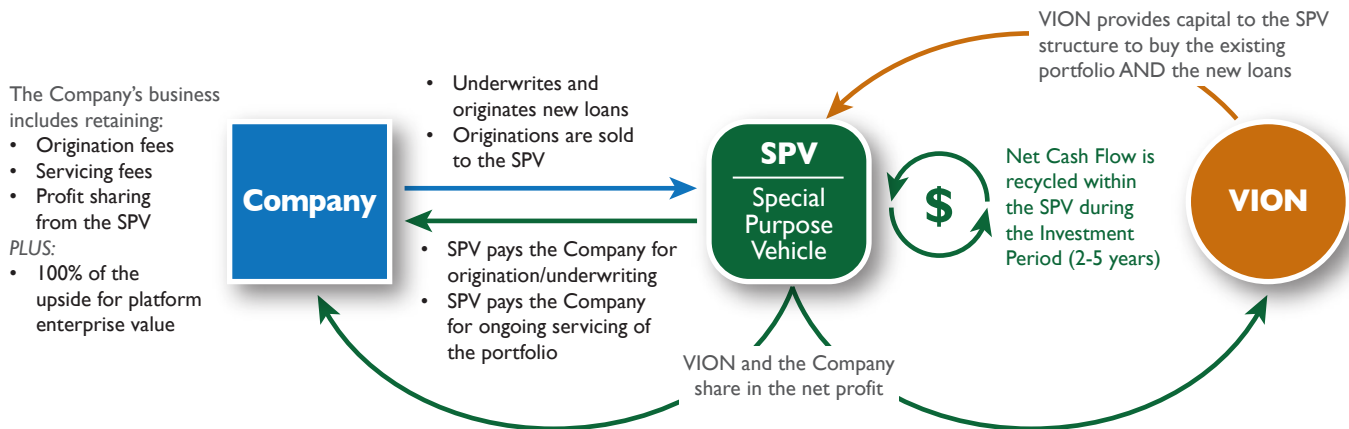 The Company's business
includes retaining:
• Origination fees
• Servicing fees
• Profit sharing
from the SPV
PLUS:
• 100% of the
upside for platform
enterprise value
Company
• Underwrites and
originates new loans
• Originations are sold
to the SPV
• SPV pays the Company for
origination/underwriting
• SPV pays the Company
for ongoing servicing of
the portfolio
SPV
Special
Purpose
Vehicle
$
Net Cash Flow is
recycled within
the SPV during
the Investment
Period (2-5 years)
VION provides capital to the SPV
structure to buy the existing
portfolio AND the new loans
VION
VION and the Company
share in the net profit